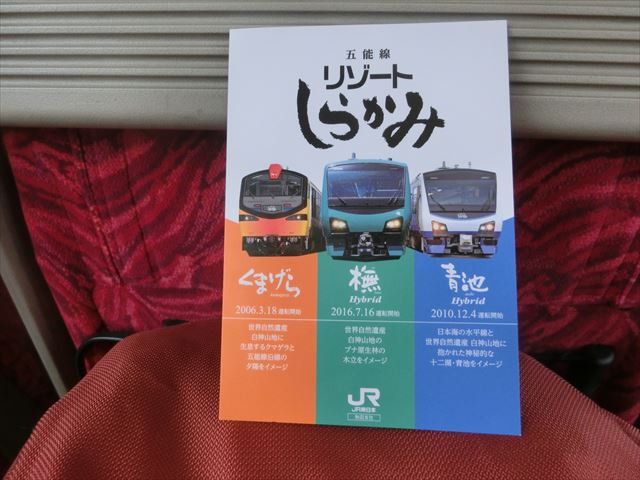 五能線
リゾート
しらかみ
くまげら
2006.3.18 運転開始
世界自然遺産
白神山地に
生息するクマゲラと
五能線沿線の
夕陽をイメージ
橅
Hybrid
2016.7.16 運転開始
世界自然遺産
白神山地の
ブナ原生林の
木立をイメージ
青池
Hybrid
2010.12.4 運転開始
日本海の水平線と
世界自然遺産 白神山地に
抱かれた神秘的な
十二湖・青池をイメージ
JR
JR東日本
秋田支社